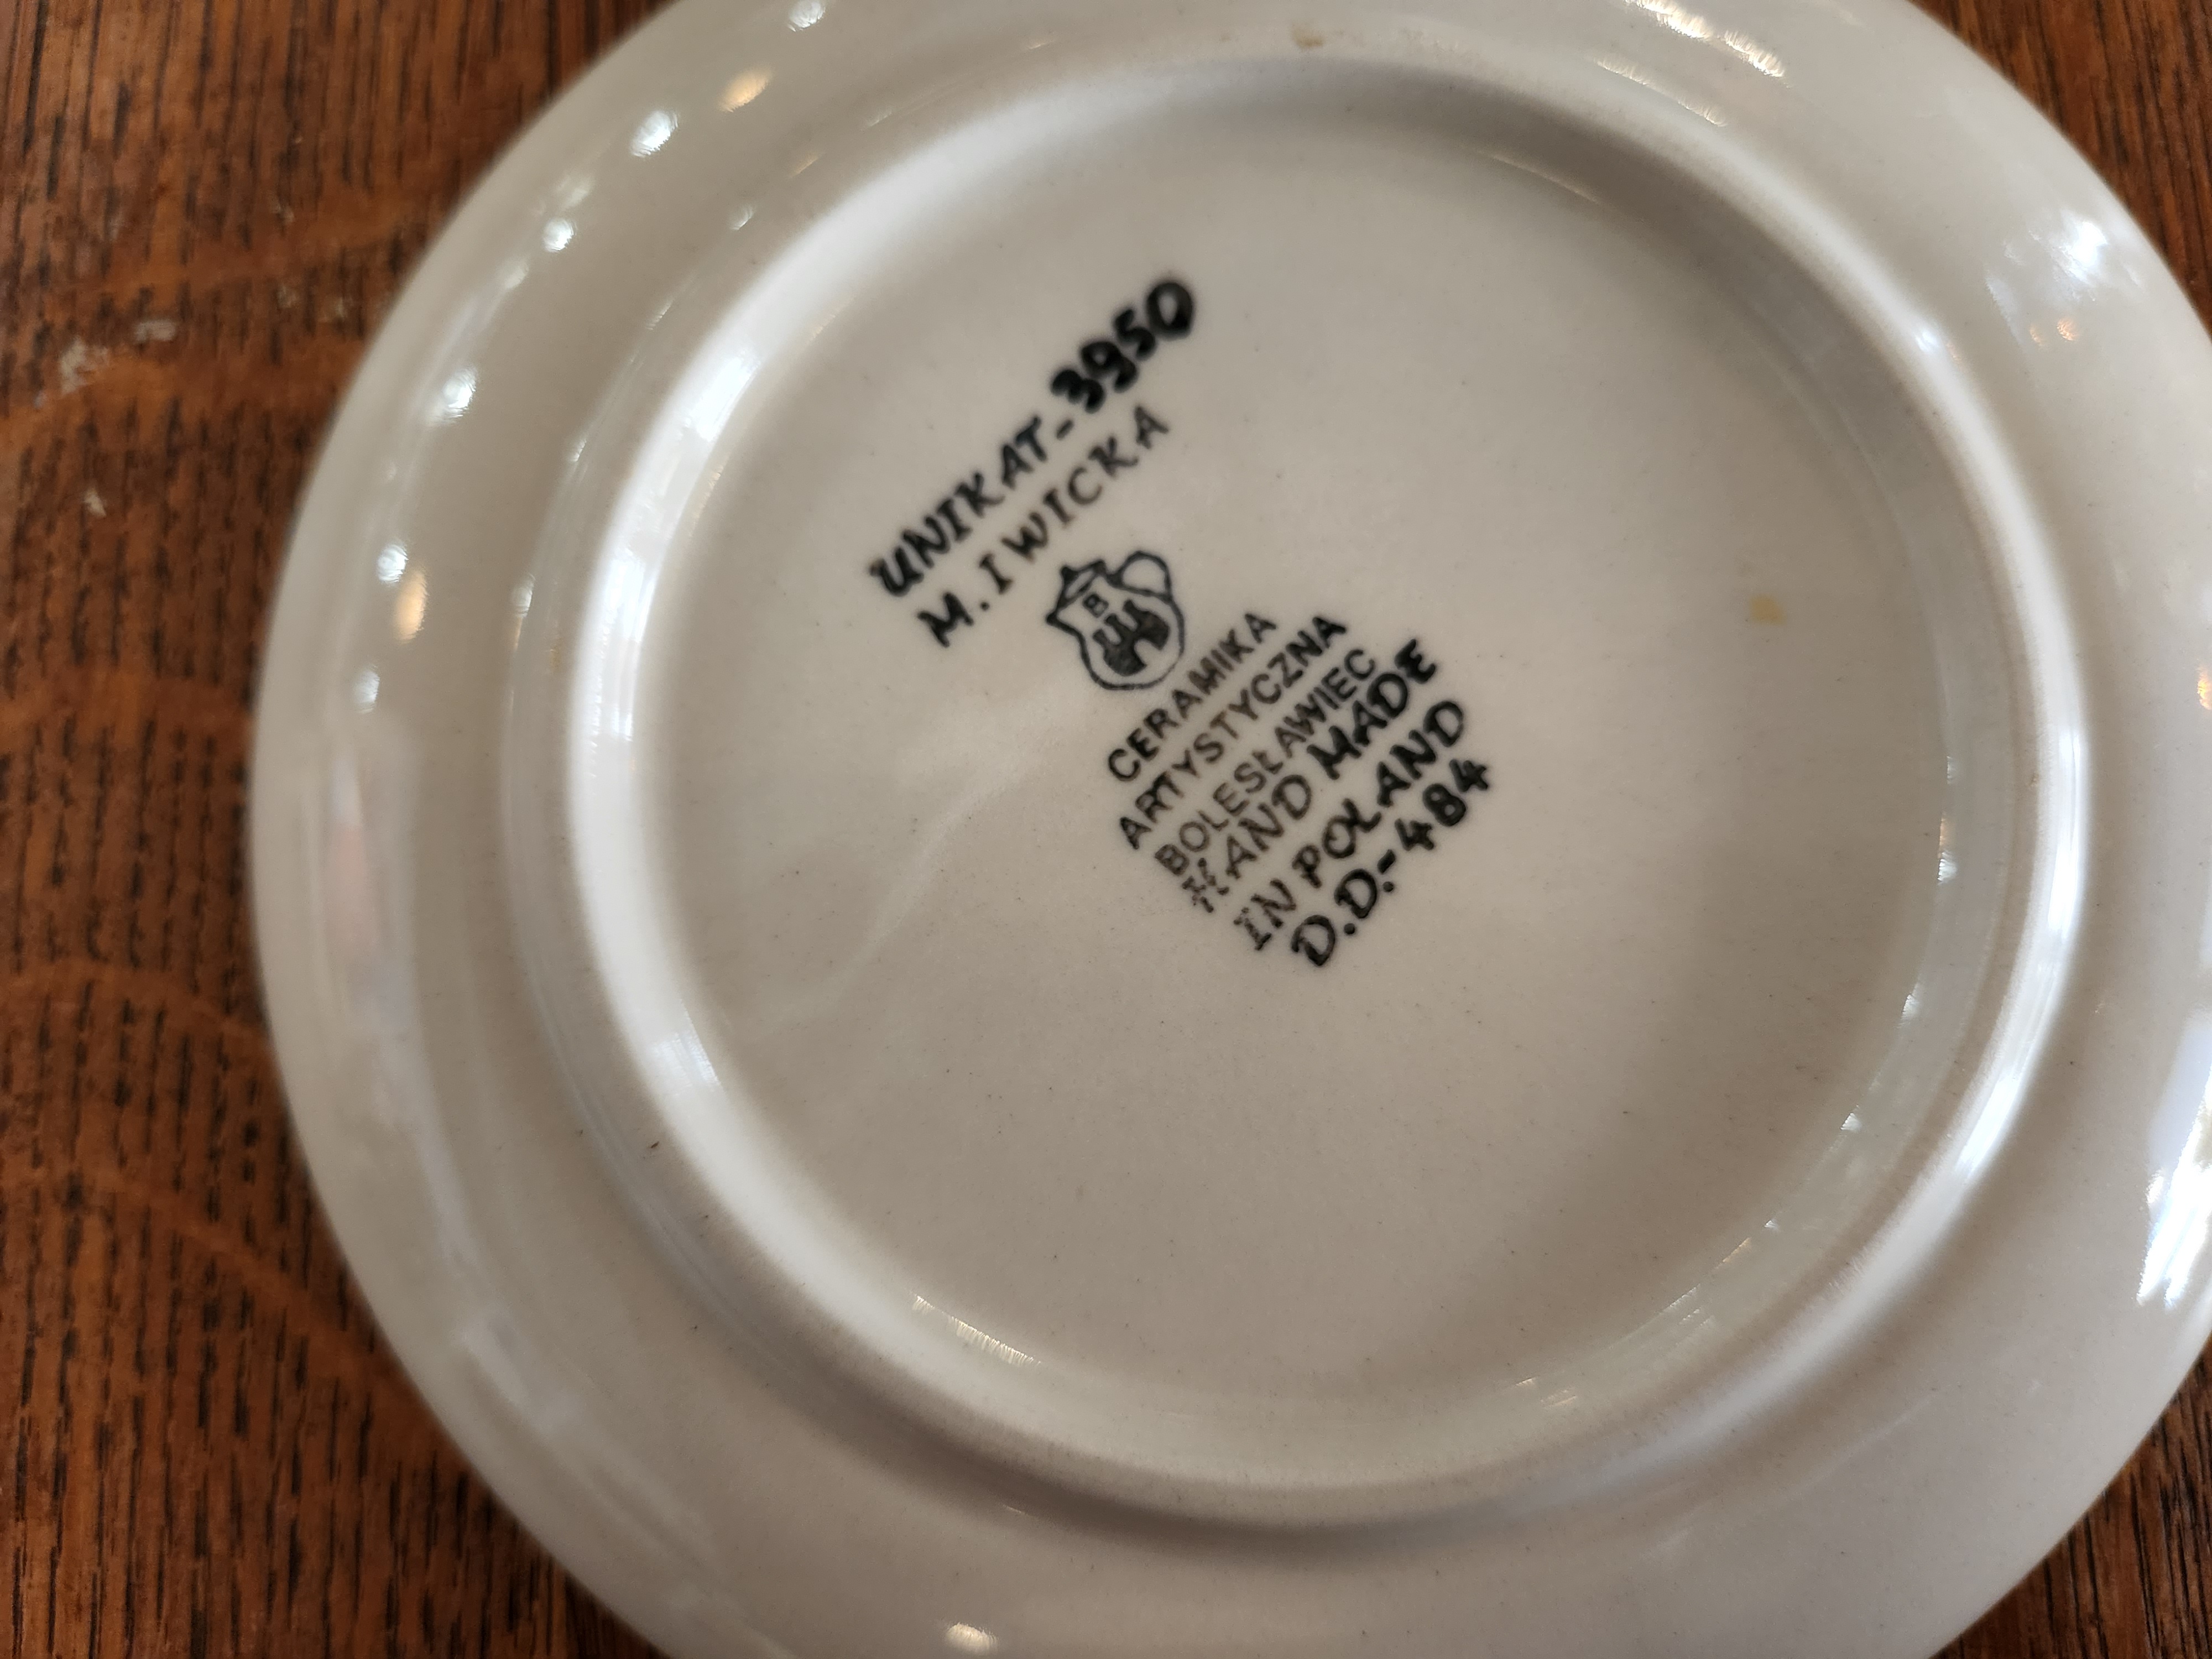 UNIKAT-3950
M.IWICKA
B
CERAMIKA
ARTYSTYCZNA
BOLESŁAWIEC
HAND MADE
IN POLAND
D.D.-484